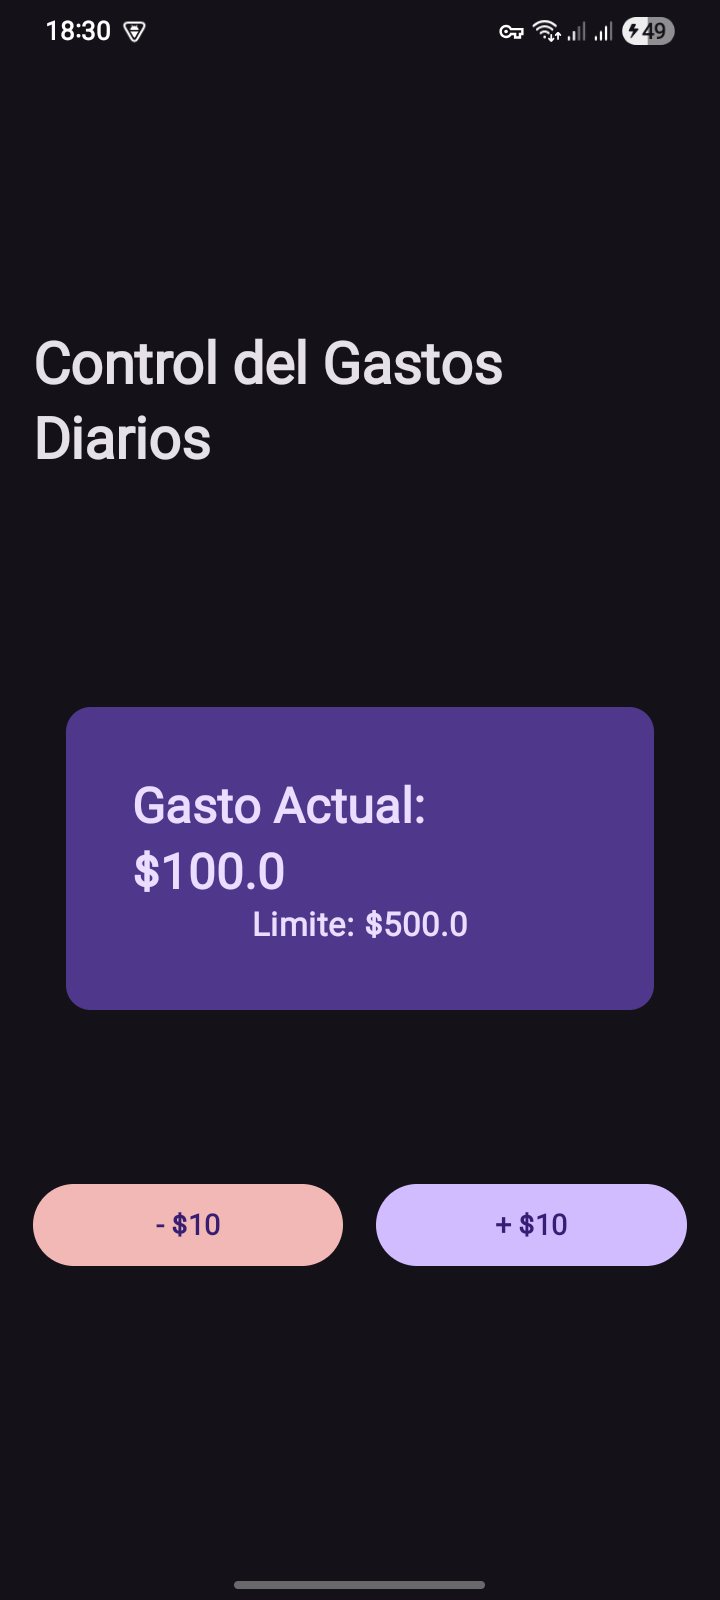 18:30 49
Control del Gastos
Diarios
Gasto Actual:
$100.0
Limite: $500.0
- $10 + $10